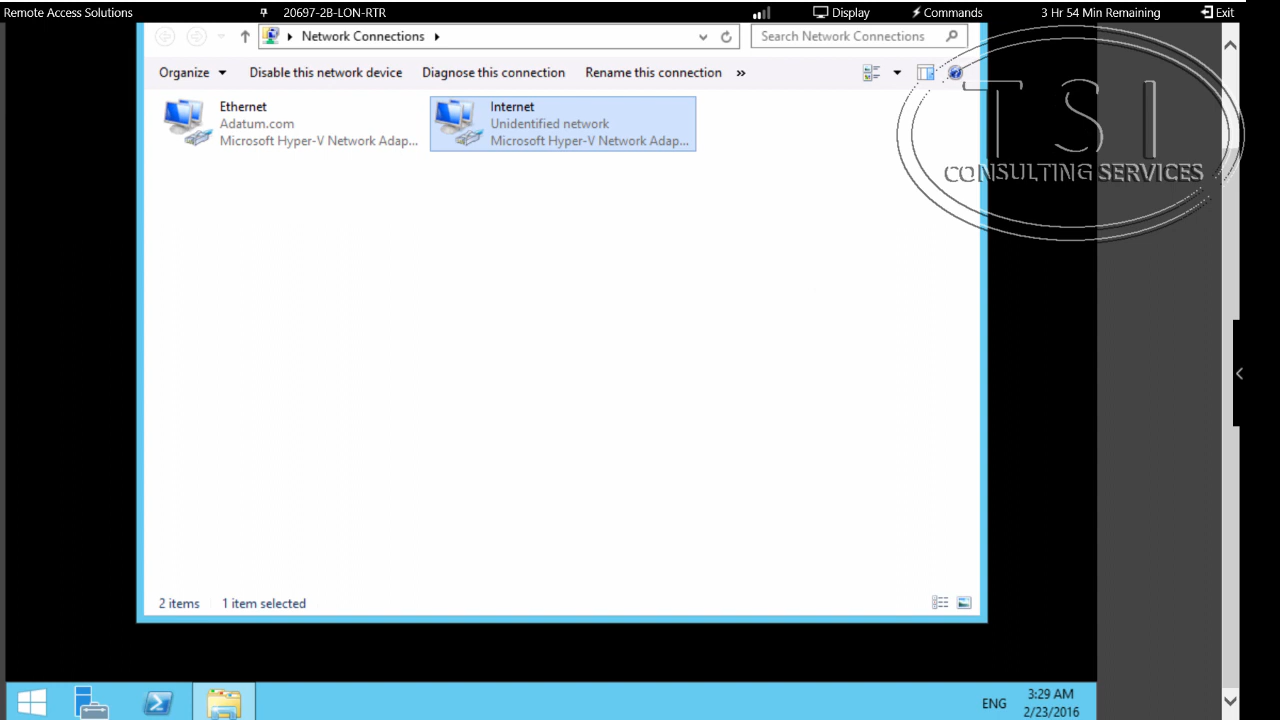 Remote Access Solutions 20697-2B-LON-RTR Display Commands 3 Hr 54 Min Remaining Exit
Network Connections Search Network Connections
Organize Disable this network device Diagnose this connection Rename this connection »
Ethernet
Adatum.com
Microsoft Hyper-V Network Adap...
Internet
Unidentified network
Microsoft Hyper-V Network Adap...
TSI
CONSULTING SERVICES
2 items 1 item selected
ENG
3:29 AM
2/23/2016